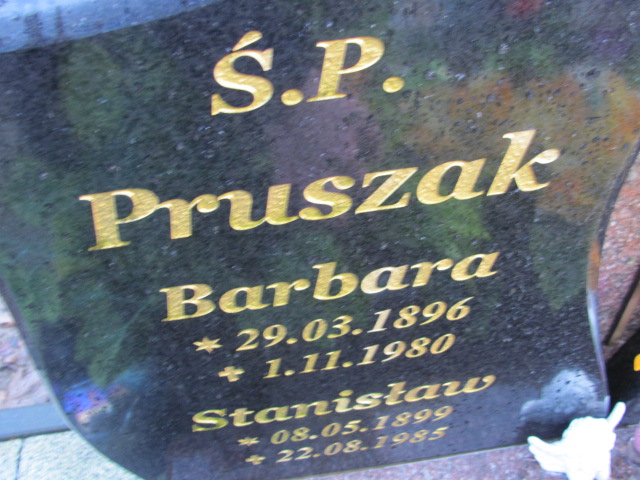 Ś.P.
Pruszak
Barbara
* 29.03.1896
✝ 1.11.1980
Stanisław
* 08.05.1899
✝ 22.08.1985